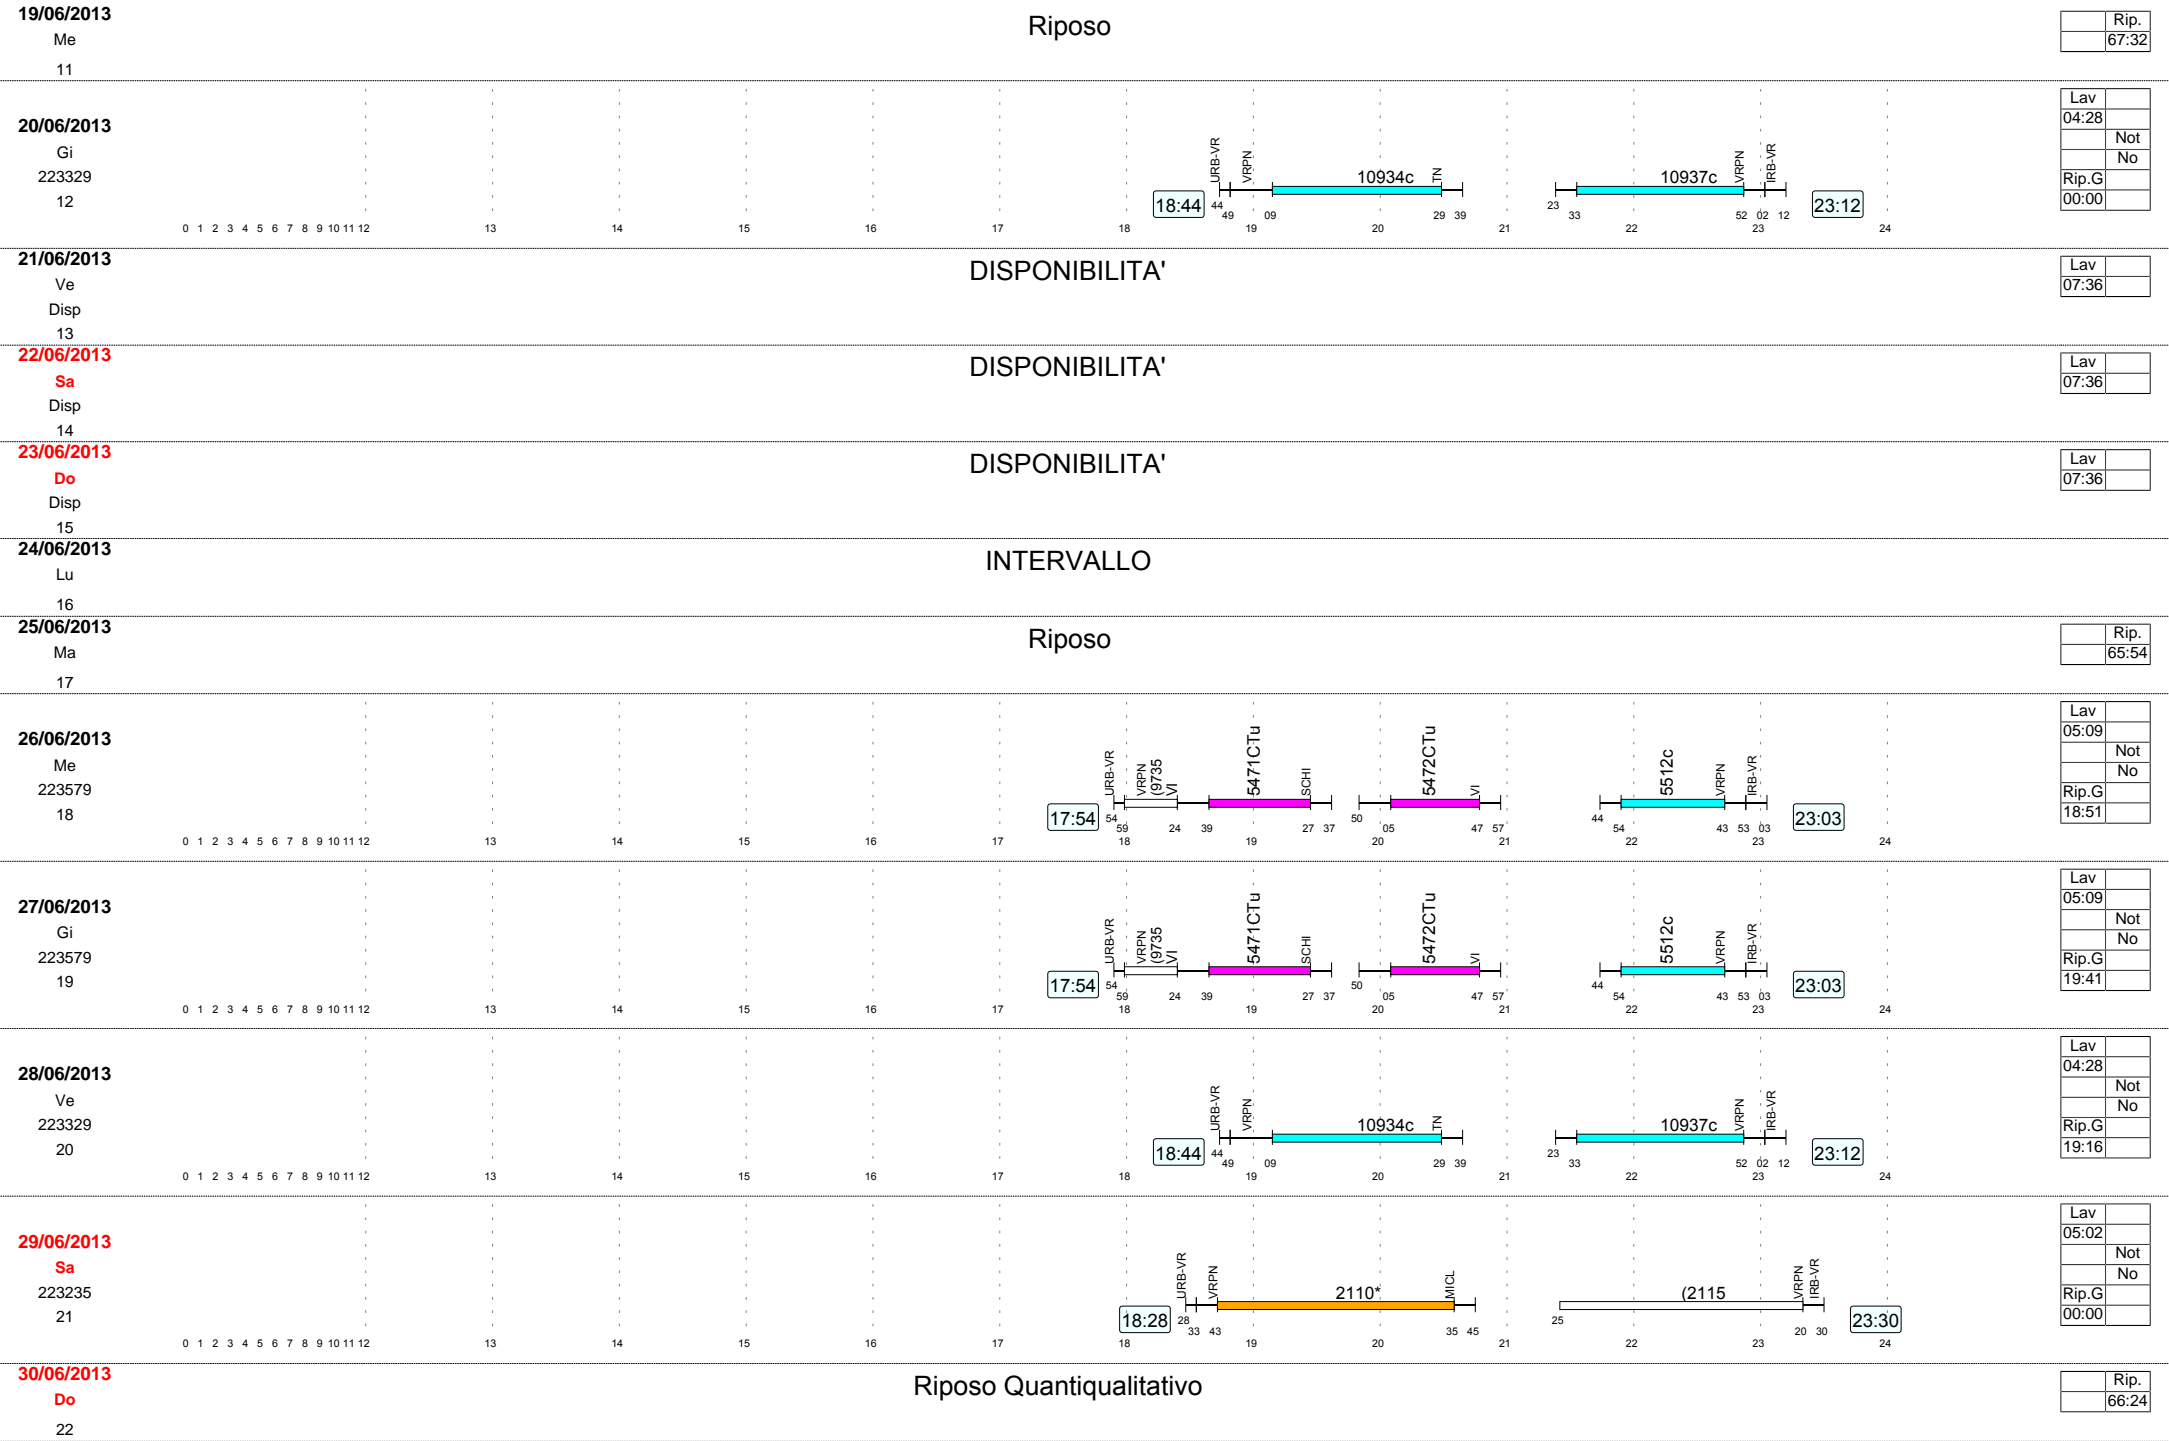 19/06/2013
Me
11
Riposo
Rip.
67:32
20/06/2013
Gi
223329
12
URB-VR VRPN 10934c TN 10937c VRPN IRB-VR
18:44 44 49 09 29 39 23 33 52 02 12 23:12
0 1 2 3 4 5 6 7 8 9 10 11 12 13 14 15 16 17 18 19 20 21 22 23 24
Lav
04:28
Not
No
Rip.G
00:00
21/06/2013
Ve
Disp
13
DISPONIBILITA'
Lav
07:36
22/06/2013
Sa
Disp
14
DISPONIBILITA'
Lav
07:36
23/06/2013
Do
Disp
15
DISPONIBILITA'
Lav
07:36
24/06/2013
Lu
16
INTERVALLO
25/06/2013
Ma
17
Riposo
Rip.
65:54
26/06/2013
Me
223579
18
URB-VR VRPN (9735 VI 5471CTu SCHI 5472CTu VI 5512c VRPN IRB-VR
17:54 54 59 24 39 27 37 50 05 47 57 44 54 43 53 03 23:03
0 1 2 3 4 5 6 7 8 9 10 11 12 13 14 15 16 17 18 19 20 21 22 23 24
Lav
05:09
Not
No
Rip.G
18:51
27/06/2013
Gi
223579
19
URB-VR VRPN (9735 VI 5471CTu SCHI 5472CTu VI 5512c VRPN IRB-VR
17:54 54 59 24 39 27 37 50 05 47 57 44 54 43 53 03 23:03
0 1 2 3 4 5 6 7 8 9 10 11 12 13 14 15 16 17 18 19 20 21 22 23 24
Lav
05:09
Not
No
Rip.G
19:41
28/06/2013
Ve
223329
20
URB-VR VRPN 10934c TN 10937c VRPN IRB-VR
18:44 44 49 09 29 39 23 33 52 02 12 23:12
0 1 2 3 4 5 6 7 8 9 10 11 12 13 14 15 16 17 18 19 20 21 22 23 24
Lav
04:28
Not
No
Rip.G
19:16
29/06/2013
Sa
223235
21
URB-VR VRPN 2110* MICL (2115 VRPN IRB-VR
18:28 28 33 43 35 45 25 20 30 23:30
0 1 2 3 4 5 6 7 8 9 10 11 12 13 14 15 16 17 18 19 20 21 22 23 24
Lav
05:02
Not
No
Rip.G
00:00
30/06/2013
Do
22
Riposo Quantiqualitativo
Rip.
66:24